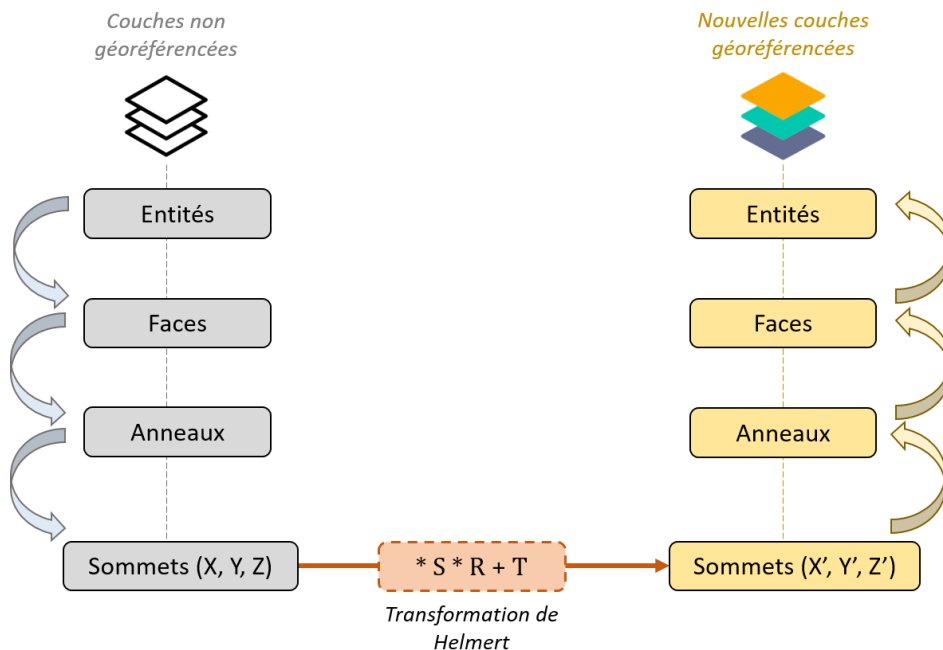 Couches non
géoréférencées
Nouvelles couches
géoréférencées
Entités
Entités
Faces
Faces
Anneaux
Anneaux
Sommets (X, Y, Z)
* S * R + T
Sommets (X’, Y’, Z’)
Transformation de
Helmert